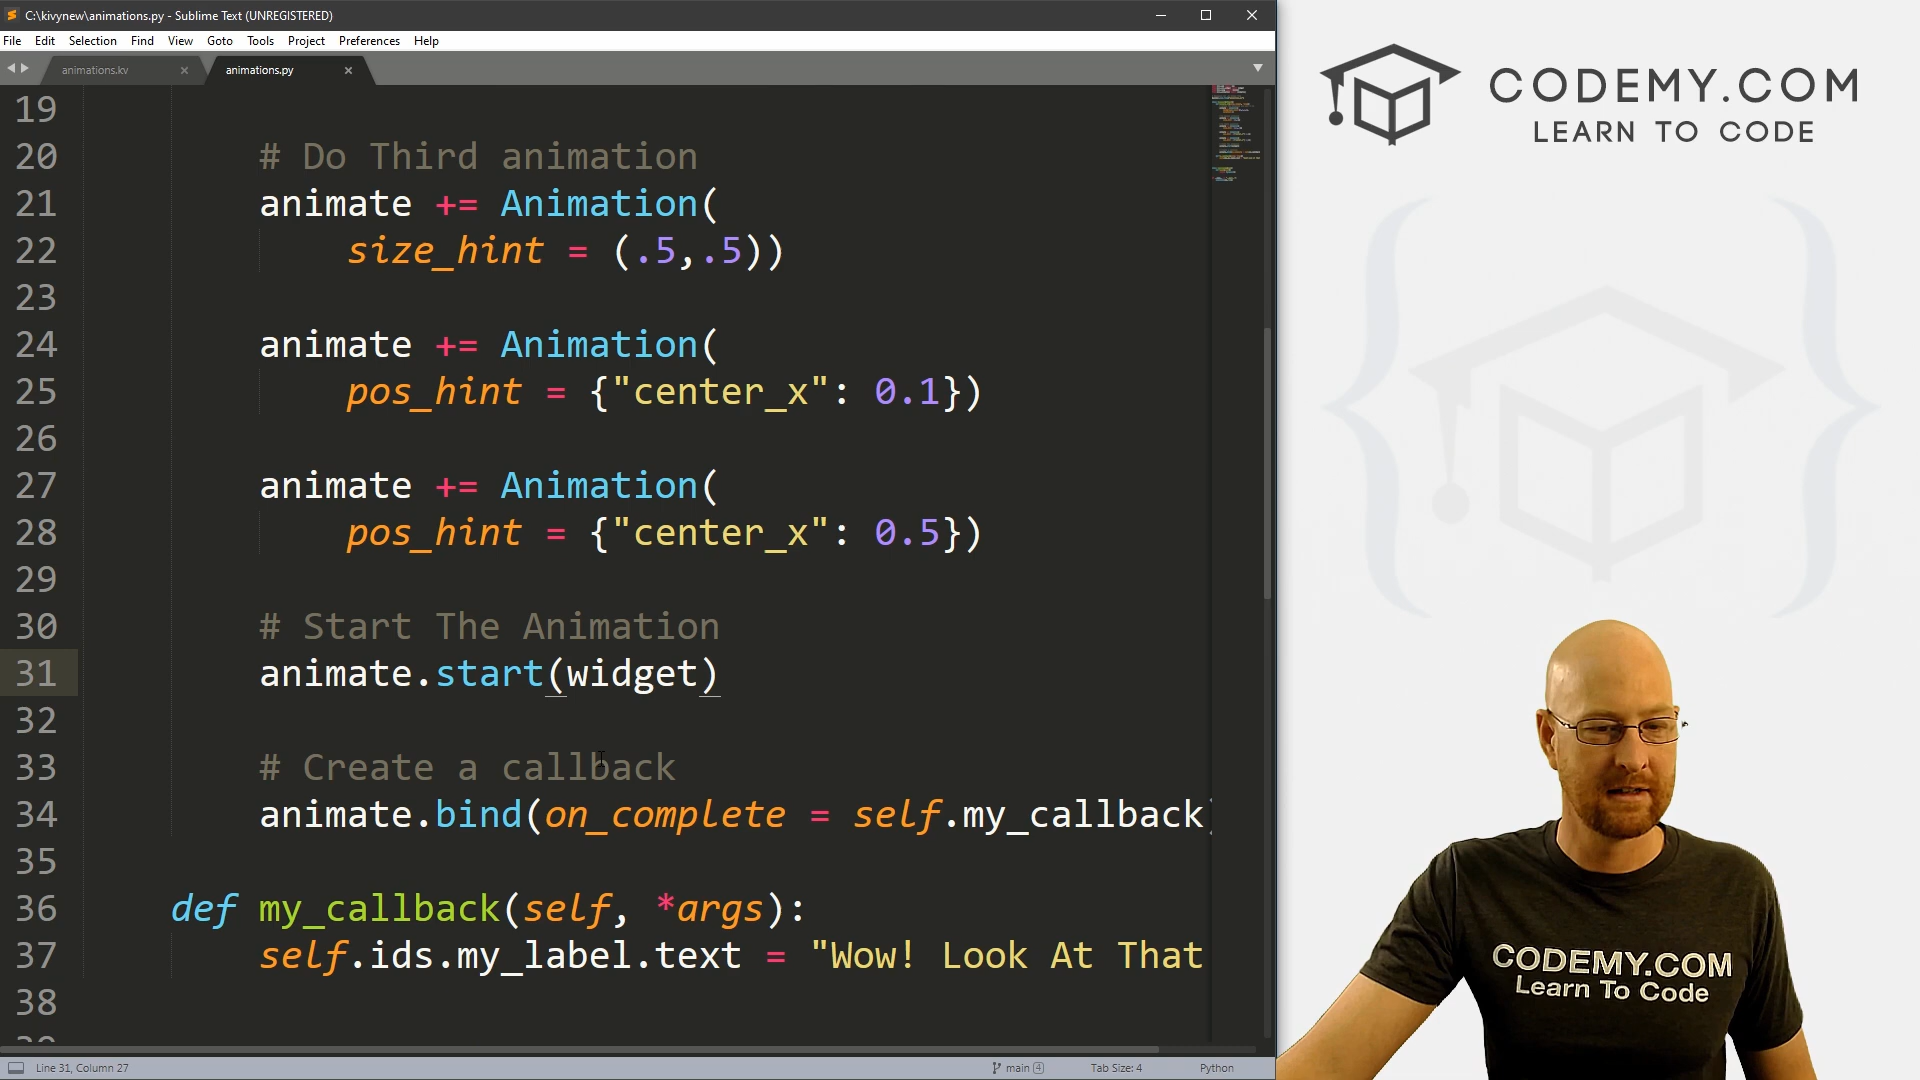 C:\kivynew\animations.py - Sublime Text (UNREGISTERED)
File Edit Selection Find View Goto Tools Project Preferences Help
animations.kv animations.py
19
20 # Do Third animation
21 animate += Animation(
22 size_hint = (.5,.5))
23
24 animate += Animation(
25 pos_hint = {"center_x": 0.1})
26
27 animate += Animation(
28 pos_hint = {"center_x": 0.5})
29
30 # Start The Animation
31 animate.start(widget)
32
33 # Create a callback
34 animate.bind(on_complete = self.my_callback)
35
36 def my_callback(self, *args):
37 self.ids.my_label.text = "Wow! Look At That
38
Line 31, Column 27 main 4 Tab Size: 4 Python
CODEMY.COM
LEARN TO CODE
CODEMY.COM
Learn To Code